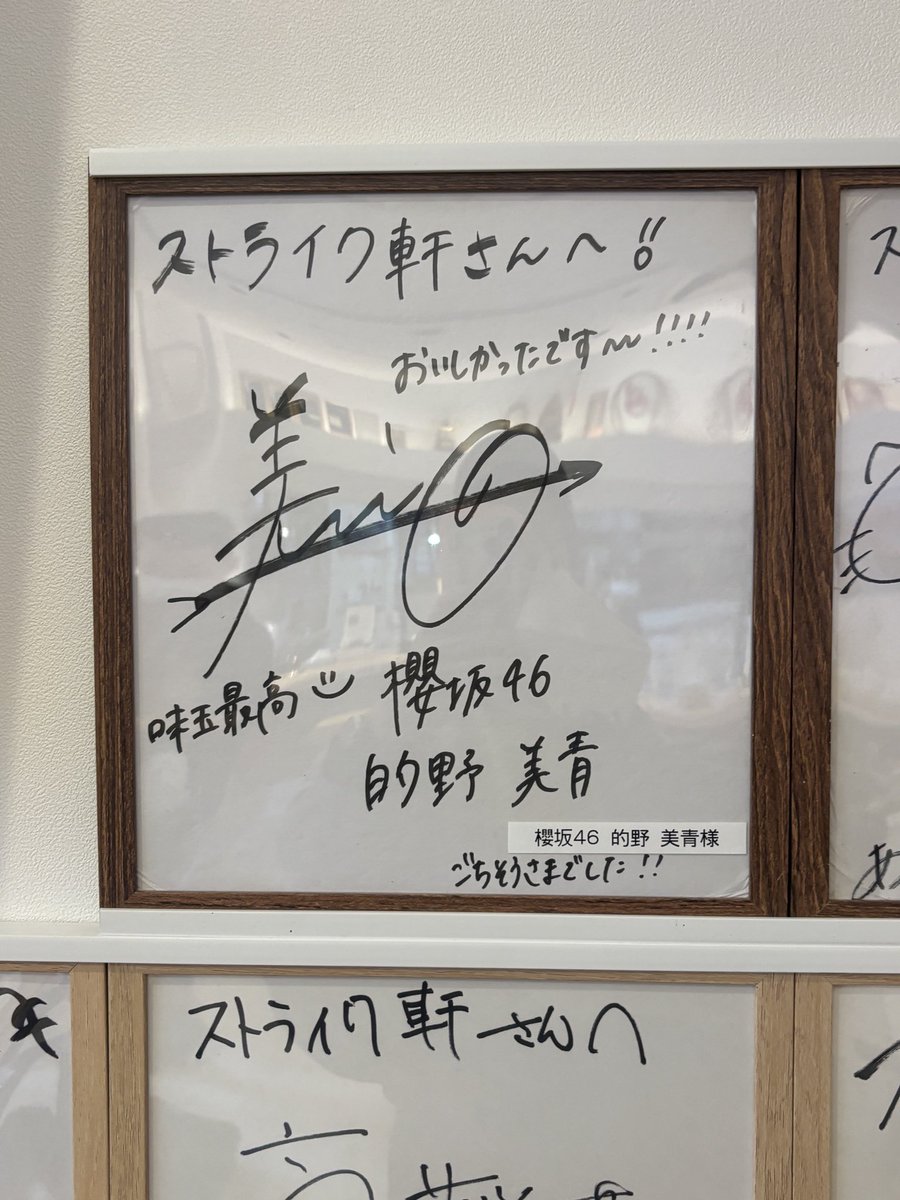 ストライク軒さんへ!!
おいしかったです〜!!!!
味玉最高
櫻坂46
的野 美青
櫻坂46 的野 美青様
ごちそうさまでした!!
ストライク軒さんへ